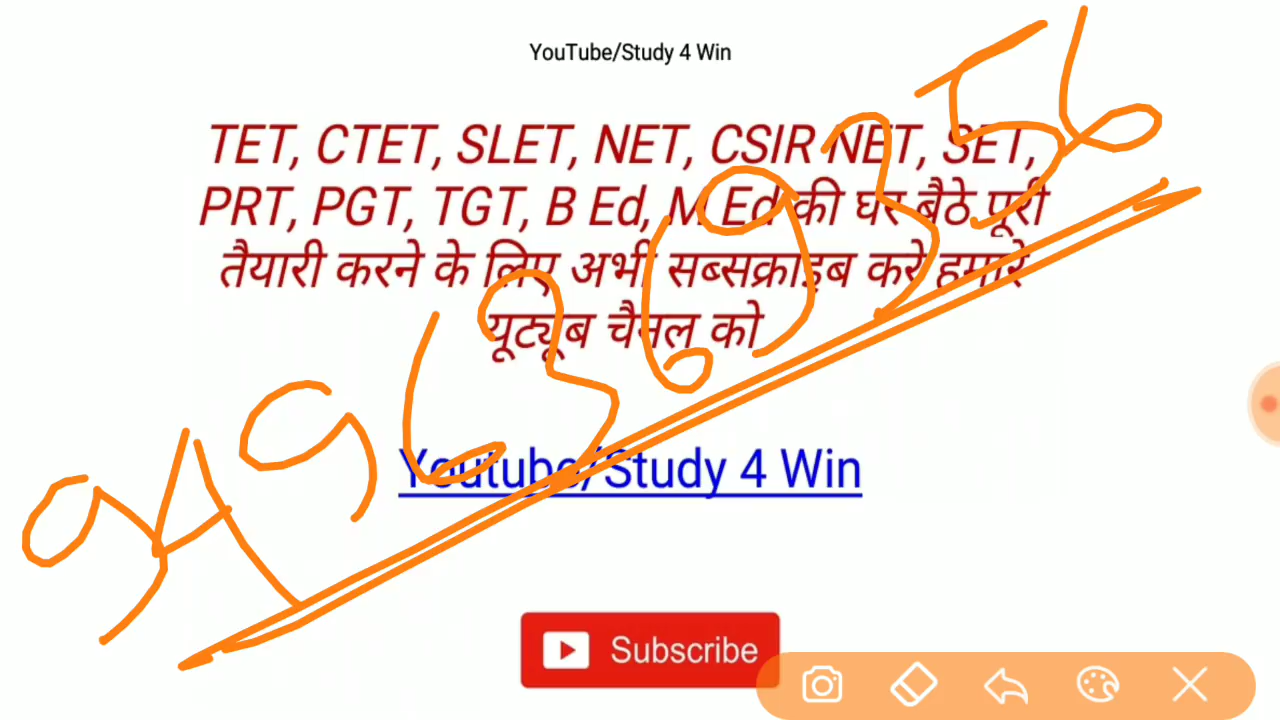 YouTube/Study 4 Win
TET, CTET, SLET, NET, CSIR NET, SET,
PRT, PGT, TGT, B Ed, M Ed की घर बैठे पूरी
तैयारी करने के लिए अभी सब्सक्राइब करे हमारे
यूट्यूब चैनल को
9496369356
Youtube/Study 4 Win
Subscribe